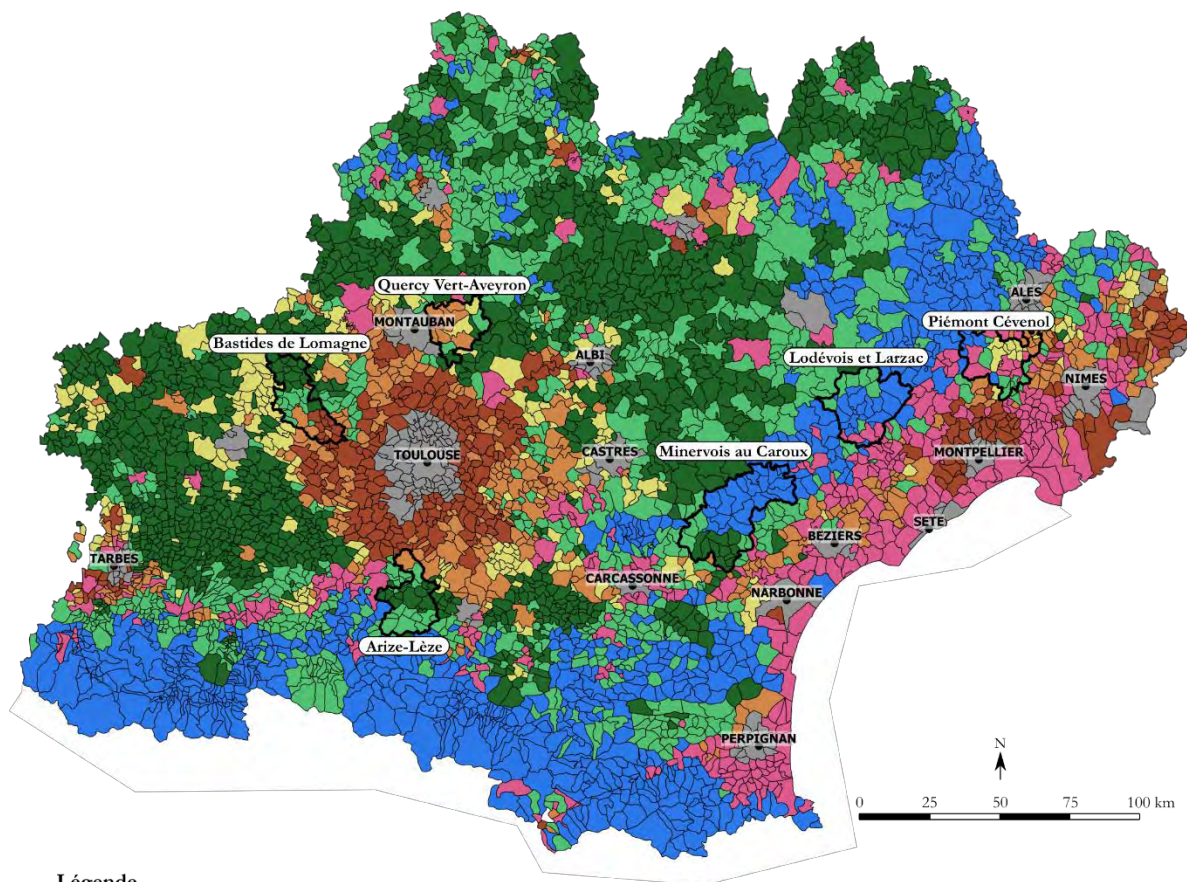 Quercy Vert-Aveyron
ALES
MONTAUBAN
Piémont Cévenol
Bastides de Lomagne
ALBI
Lodévois et Larzac
NIMES
TOULOUSE
CASTRES
Minervois au Caroux
MONTPELLIER
SETE
BEZIERS
TARBES
CARCASSONNE
NARBONNE
Arize-Lèze
PERPIGNAN
N
0 25 50 75 100 km
Légende